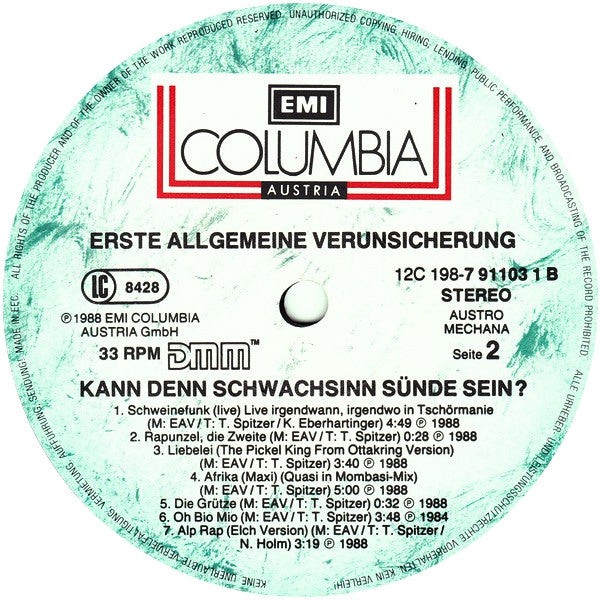 ALL RIGHTS OF THE PRODUCER AND OF THE OWNER OF THE WORK REPRODUCED RESERVED. UNAUTHORIZED COPYING, HIRING, LENDING, PUBLIC PERFORMANCE AND BROADCASTING OF THE RECORD PROHIBITED
EMI
COLUMBIA
AUSTRIA
ERSTE ALLGEMEINE VERUNSICHERUNG
LC 8428
12C 198-7 91103 1 B
STEREO
℗ 1988 EMI COLUMBIA
AUSTRIA GmbH
AUSTRO
MECHANA
33 RPM DMM™
Seite 2
KANN DENN SCHWACHSINN SÜNDE SEIN?
1. Schweinefunk (live) Live irgendwann, irgendwo in Tschörmanie
(M: EAV/T: T. Spitzer/K. Eberhartinger) 4:49 ℗ 1988
2. Rapunzel, die Zweite (M: EAV/T: T. Spitzer) 0:28 ℗ 1988
3. Liebelei (The Pickel King From Ottakring Version)
(M: EAV/T: T. Spitzer) 3:40 ℗ 1988
4. Afrika (Maxi) (Quasi in Mombasi-Mix)
(M: EAV/T: T. Spitzer) 5:00 ℗ 1988
5. Die Grütze (M: EAV/T: T. Spitzer) 0:32 ℗ 1988
6. Oh Bio Mio (M: EAV/T: T. Spitzer) 3:48 ℗ 1984
7. Alp Rap (Elch Version) (M: EAV/T: T. Spitzer/
N. Holm) 3:19 ℗ 1988
ALLE URHEBER- UND LEISTUNGSSCHUTZRECHTE VORBEHALTEN. KEIN VERLEIH! KEINE UNERLAUBTE VERVIELFÄLTIGUNG, VERMIETUNG, AUFFÜHRUNG, SENDUNG. MADE IN EEC.